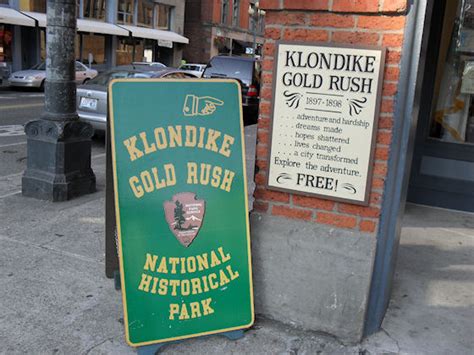 KLONDIKE
GOLD RUSH
NATIONAL
HISTORICAL
PARK
KLONDIKE
GOLD RUSH
1897-1898
. . . adventure and hardship
. . . dreams made
. . . hopes shattered
. . . lives changed
. . . a city transformed
Explore the adventure.
FREE!